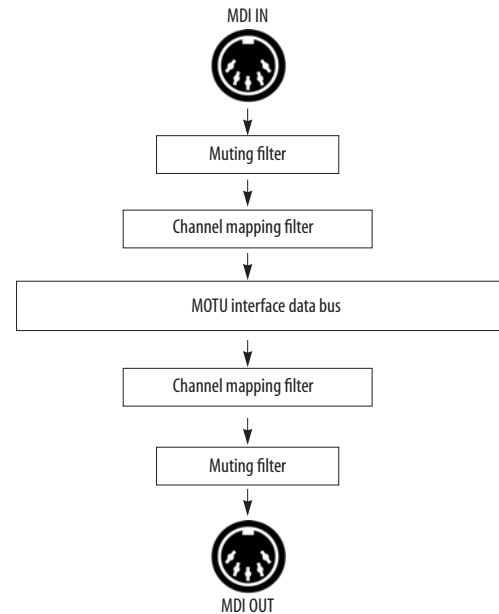 MDI IN
Muting filter
Channel mapping filter
MOTU interface data bus
Channel mapping filter
Muting filter
MDI OUT